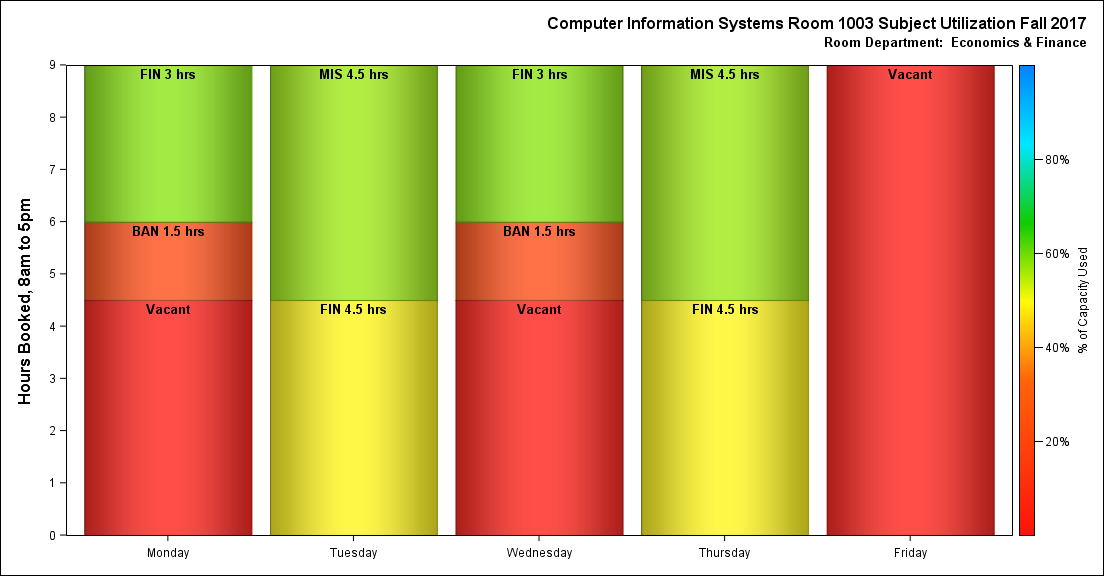 Computer Information Systems Room 1003 Subject Utilization Fall 2017
Room Department:  Economics & Finance
Hours Booked, 8am to 5pm
9
8
7
6
5
4
3
2
1
0
FIN 3 hrs
BAN 1.5 hrs
Vacant
MIS 4.5 hrs
FIN 4.5 hrs
FIN 3 hrs
BAN 1.5 hrs
Vacant
MIS 4.5 hrs
FIN 4.5 hrs
Vacant
Monday
Tuesday
Wednesday
Thursday
Friday
80%
60%
40%
20%
% of Capacity Used